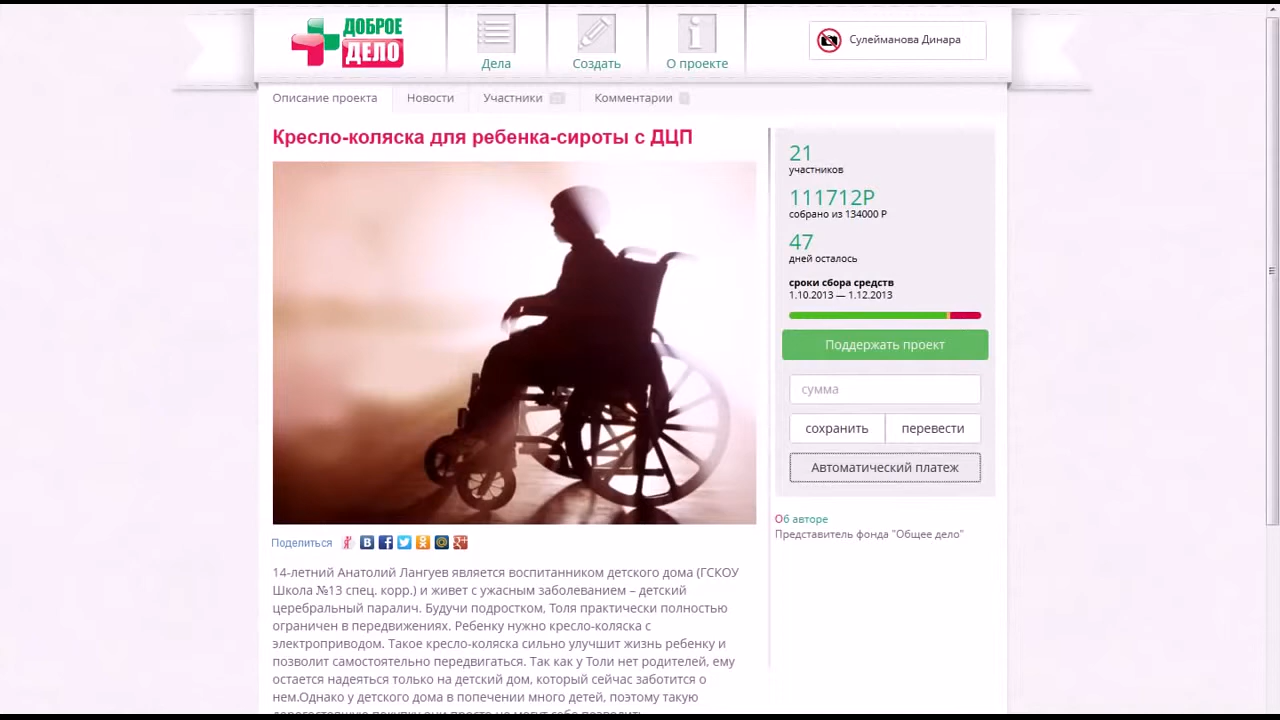 ДОБРОЕ
ДЕЛО
Дела
Создать
О проекте
Сулейманова Динара
Описание проекта
Новости
Участники
Комментарии
Кресло-коляска для ребенка-сироты с ДЦП
21
участников
111712Р
собрано из 134000 Р
47
дней осталось
сроки сбора средств
1.10.2013 — 1.12.2013
Поддержать проект
сумма
сохранить
перевести
Автоматический платеж
Об авторе
Представитель фонда "Общее дело"
Поделиться
14-летний Анатолий Лангуев является воспитанником детского дома (ГСКОУ
Школа №13 спец. корр.) и живет с ужасным заболеванием – детский
церебральный паралич. Будучи подростком, Толя практически полностью
ограничен в передвижениях. Ребенку нужно кресло-коляска с
электроприводом. Такое кресло-коляска сильно улучшит жизнь ребенку и
позволит самостоятельно передвигаться. Так как у Толи нет родителей, ему
остается надеяться только на детский дом, который сейчас заботится о
нем.Однако у детского дома в попечении много детей, поэтому такую